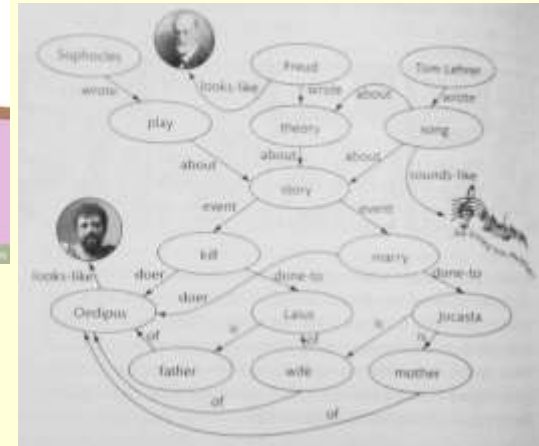 Sophocles
Freud
Tom Lehrer
wrote
looks-like
wrote
about
wrote
play
theory
song
about
about
about
sounds-like
story
event
event
kill
marry
looks-like
doer
done-to
done-to
doer
Oedipus
Laius
Jocasta
of
is
of
is
is
father
wife
mother
of
of